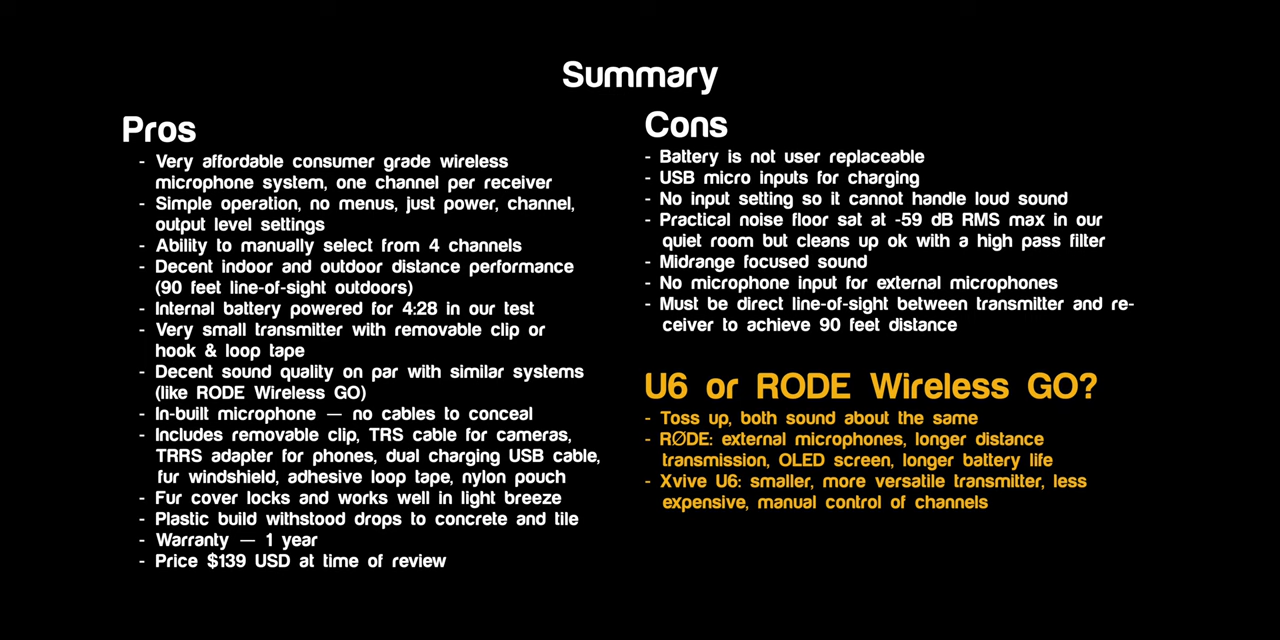 Summary
Pros
- Very affordable consumer grade wireless
microphone system, one channel per receiver
- Simple operation, no menus, just power, channel,
output level settings
- Ability to manually select from 4 channels
- Decent indoor and outdoor distance performance
(90 feet line-of-sight outdoors)
- Internal battery powered for 4:28 in our test
- Very small transmitter with removable clip or
hook & loop tape
- Decent sound quality on par with similar systems
(like RODE Wireless GO)
- In-built microphone — no cables to conceal
- Includes removable clip, TRS cable for cameras,
TRRS adapter for phones, dual charging USB cable,
fur windshield, adhesive loop tape, nylon pouch
- Fur cover locks and works well in light breeze
- Plastic build withstood drops to concrete and tile
- Warranty — 1 year
- Price $139 USD at time of review
Cons
- Battery is not user replaceable
- USB micro inputs for charging
- No input setting so it cannot handle loud sound
- Practical noise floor sat at -59 dB RMS max in our
quiet room but cleans up ok with a high pass filter
- Midrange focused sound
- No microphone input for external microphones
- Must be direct line-of-sight between transmitter and re-
ceiver to achieve 90 feet distance
U6 or RODE Wireless GO?
- Toss up, both sound about the same
- RØDE: external microphones, longer distance
transmission, OLED screen, longer battery life
- Xvive U6: smaller, more versatile transmitter, less
expensive, manual control of channels